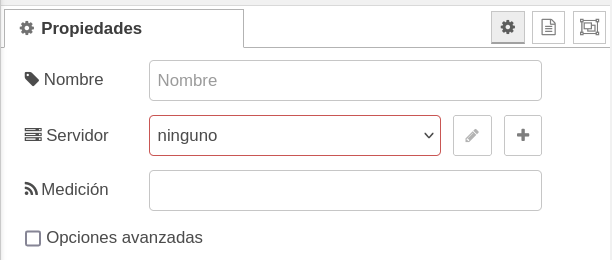 Propiedades
Nombre
Nombre
Servidor
ninguno
Medición
Opciones avanzadas